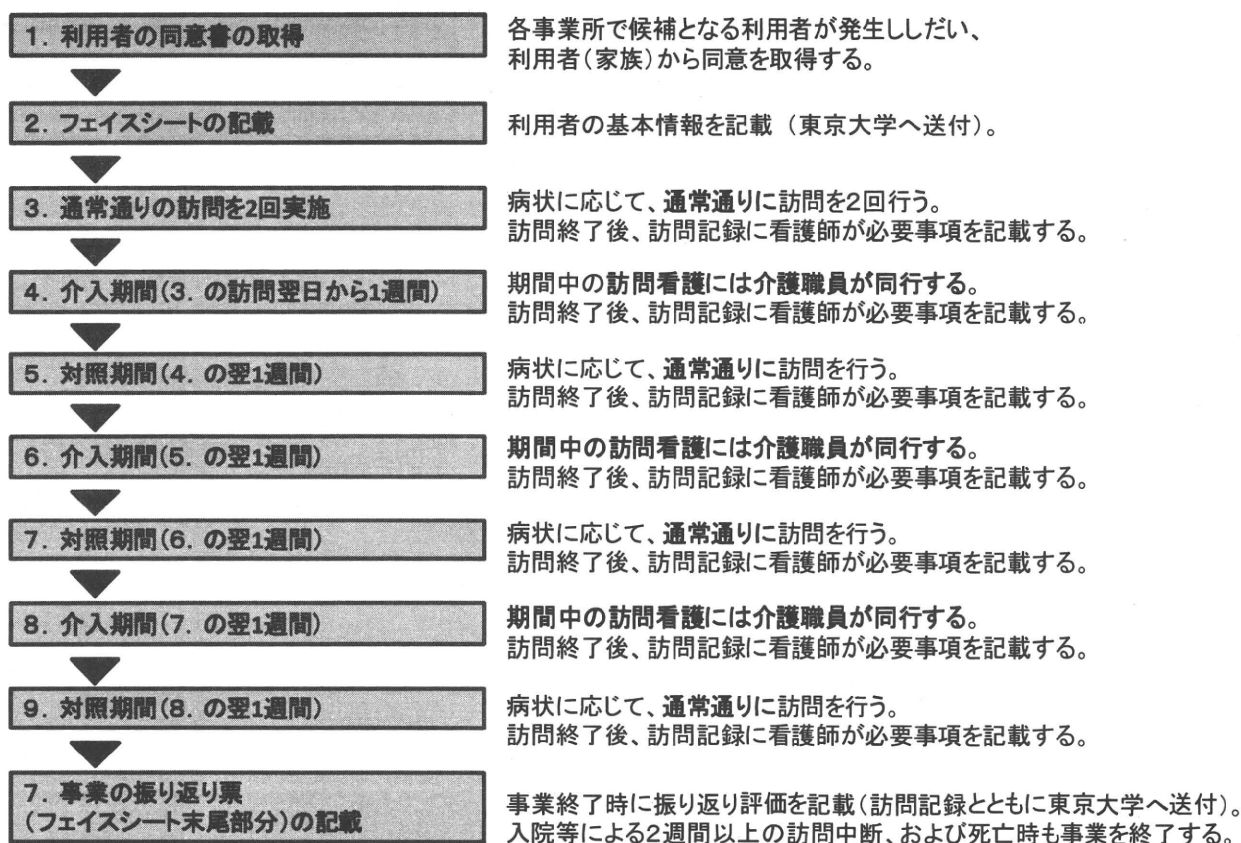 1. 利用者の同意書の取得
各事業所で候補となる利用者が発生ししだい、
利用者(家族)から同意を取得する。
2. フェイスシートの記載
利用者の基本情報を記載 (東京大学へ送付)。
3. 通常通りの訪問を2回実施
病状に応じて、通常通りに訪問を2回行う。
訪問終了後、訪問記録に看護師が必要事項を記載する。
4. 介入期間(3. の訪問翌日から1週間)
期間中の訪問看護には介護職員が同行する。
訪問終了後、訪問記録に看護師が必要事項を記載する。
5. 対照期間(4. の翌1週間)
病状に応じて、通常通りに訪問を行う。
訪問終了後、訪問記録に看護師が必要事項を記載する。
6. 介入期間(5. の翌1週間)
期間中の訪問看護には介護職員が同行する。
訪問終了後、訪問記録に看護師が必要事項を記載する。
7. 対照期間(6. の翌1週間)
病状に応じて、通常通りに訪問を行う。
訪問終了後、訪問記録に看護師が必要事項を記載する。
8. 介入期間(7. の翌1週間)
期間中の訪問看護には介護職員が同行する。
訪問終了後、訪問記録に看護師が必要事項を記載する。
9. 対照期間(8. の翌1週間)
病状に応じて、通常通りに訪問を行う。
訪問終了後、訪問記録に看護師が必要事項を記載する。
7. 事業の振り返り票
(フェイスシート末尾部分)の記載
事業終了時に振り返り評価を記載(訪問記録とともに東京大学へ送付)。
入院等による2週間以上の訪問中断、および死亡時も事業を終了する。